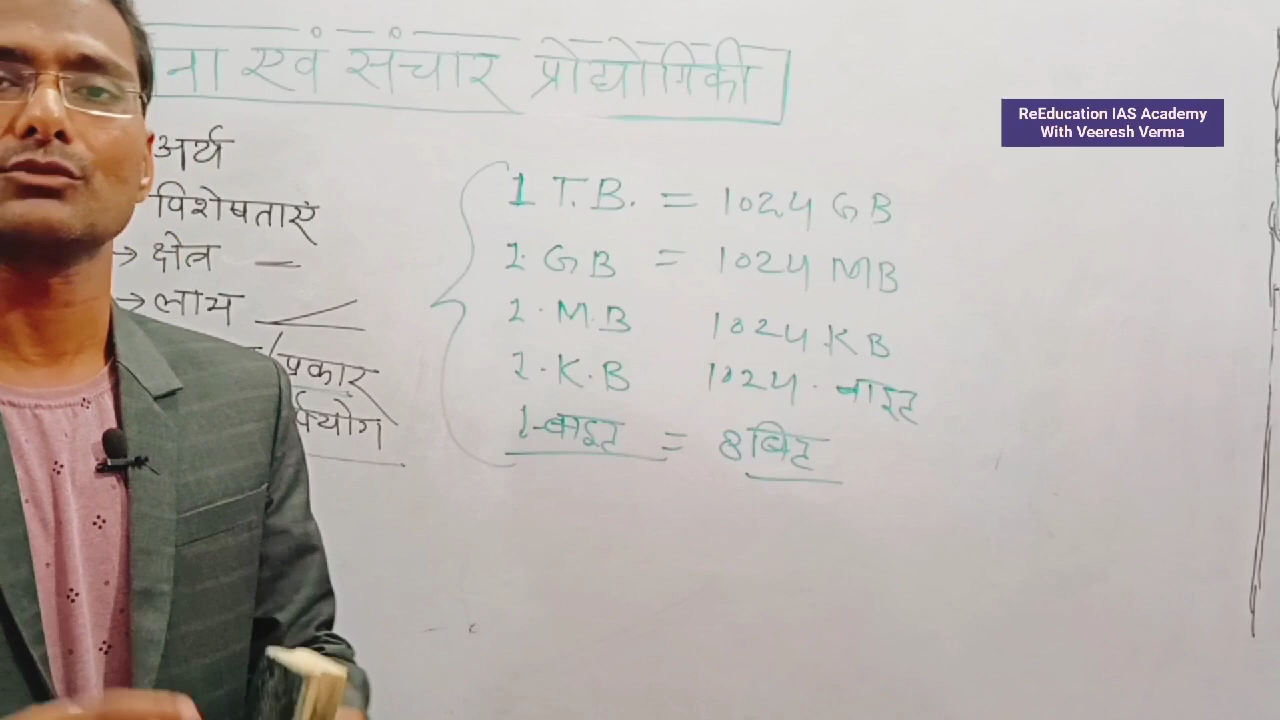 ना एवं संचार प्रोद्योगिकी
ReEducation IAS Academy
With Veeresh Verma
अर्थ
विशेषताएं
→ क्षेत्र —
→ लाभ
/प्रकार
1 T.B. = 1024 GB
1. GB = 1024 MB
1. M.B 1024 KB
1. K.B 1024. बाइट
1-बाइट = 8 बिट